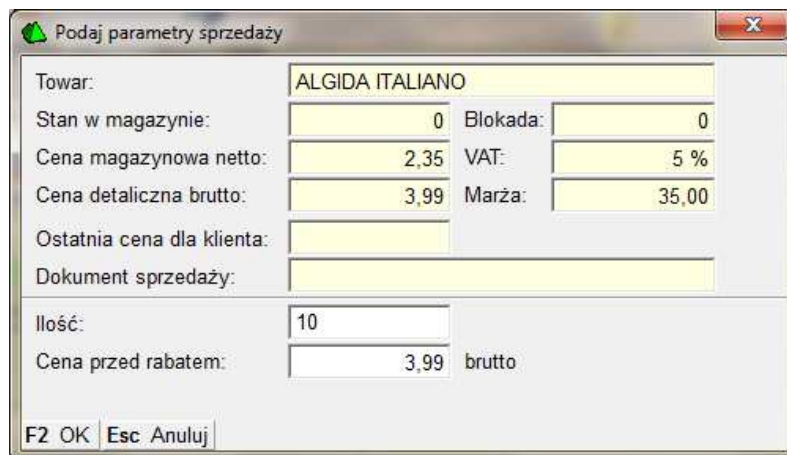 Podaj parametry sprzedaży
Towar: ALGIDA ITALIANO
Stan w magazynie: 0 Blokada: 0
Cena magazynowa netto: 2,35 VAT: 5 %
Cena detaliczna brutto: 3,99 Marża: 35,00
Ostatnia cena dla klienta:
Dokument sprzedaży:
Ilość: 10
Cena przed rabatem: 3,99 brutto
F2 OK Esc Anuluj